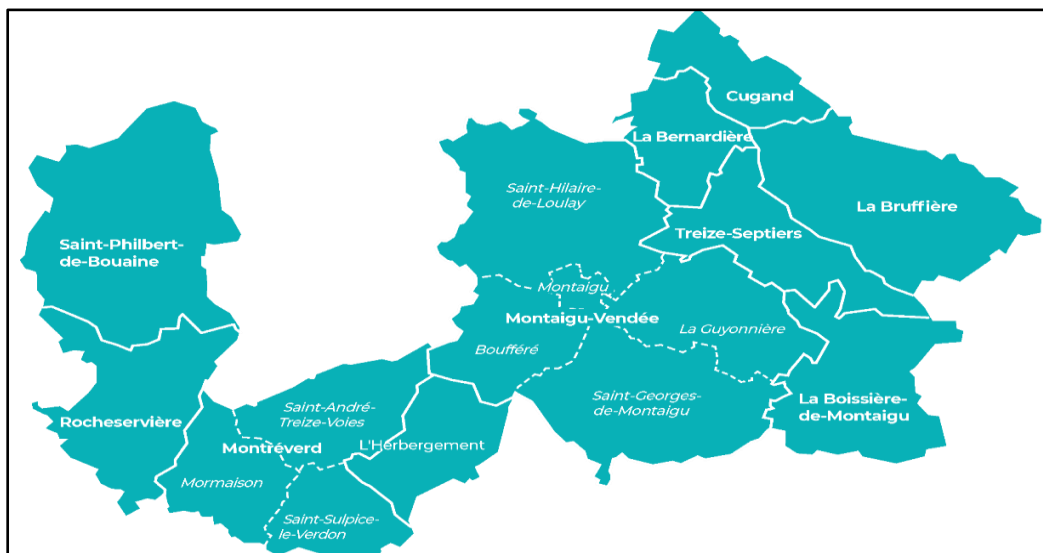 Cugand
La Bernardière
Saint-Hilaire-
de-Loulay
La Bruffière
Treize-Septiers
Saint-Philbert-
de-Bouaine
Montaigu
Montaigu-Vendée
La Guyonnière
Boufféré
Saint-Georges-
de-Montaigu
La Boissière-
de-Montaigu
Rocheservière
Saint-André-
Treize-Voies
Montréverd
L'Herbergement
Mormaison
Saint-Sulpice-
le-Verdon